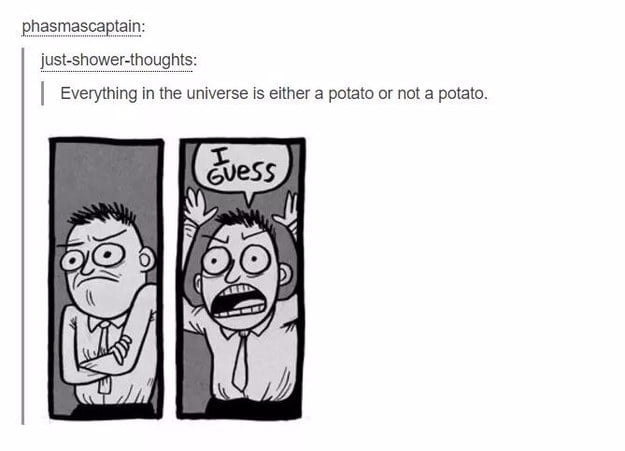 phasmascaptain:
just-shower-thoughts:
Everything in the universe is either a potato or not a potato.
I
GUESS